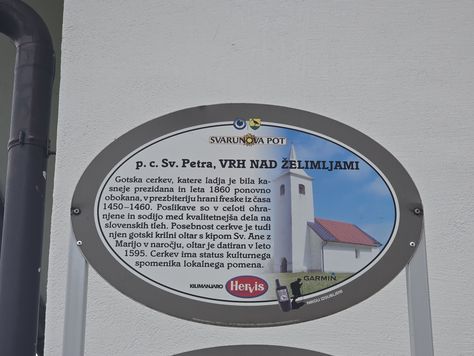 SVARUNOVA POT
p. c. Sv. Petra, VRH NAD ŽELIMLJAMI
Gotska cerkev, katere ladja je bila ka-
sneje prezidana in leta 1860 ponovno
obokana, v prezbiteriju hrani freske iz časa
1450–1460. Poslikave so v celoti ohra-
njene in sodijo med kvalitetnejša dela na
slovenskih tleh. Posebnost cerkve je tudi
njen gotski krilni oltar s kipom Sv. Ane z
Marijo v naročju, oltar je datiran v leto
1595. Cerkev ima status kulturnega
spomenika lokalnega pomena.
KILIMANJARO
Hervis
GARMIN
NIKOLI IZGUBLJENI